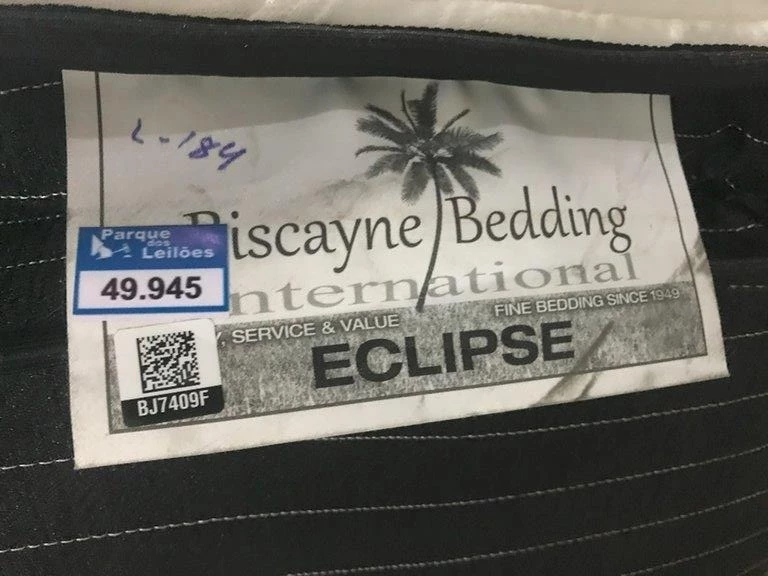 L-184
Biscayne Bedding
Parque
dos
Leilões
49.945
International
, SERVICE & VALUE
FINE BEDDING SINCE 1949
ECLIPSE
BJ7409F